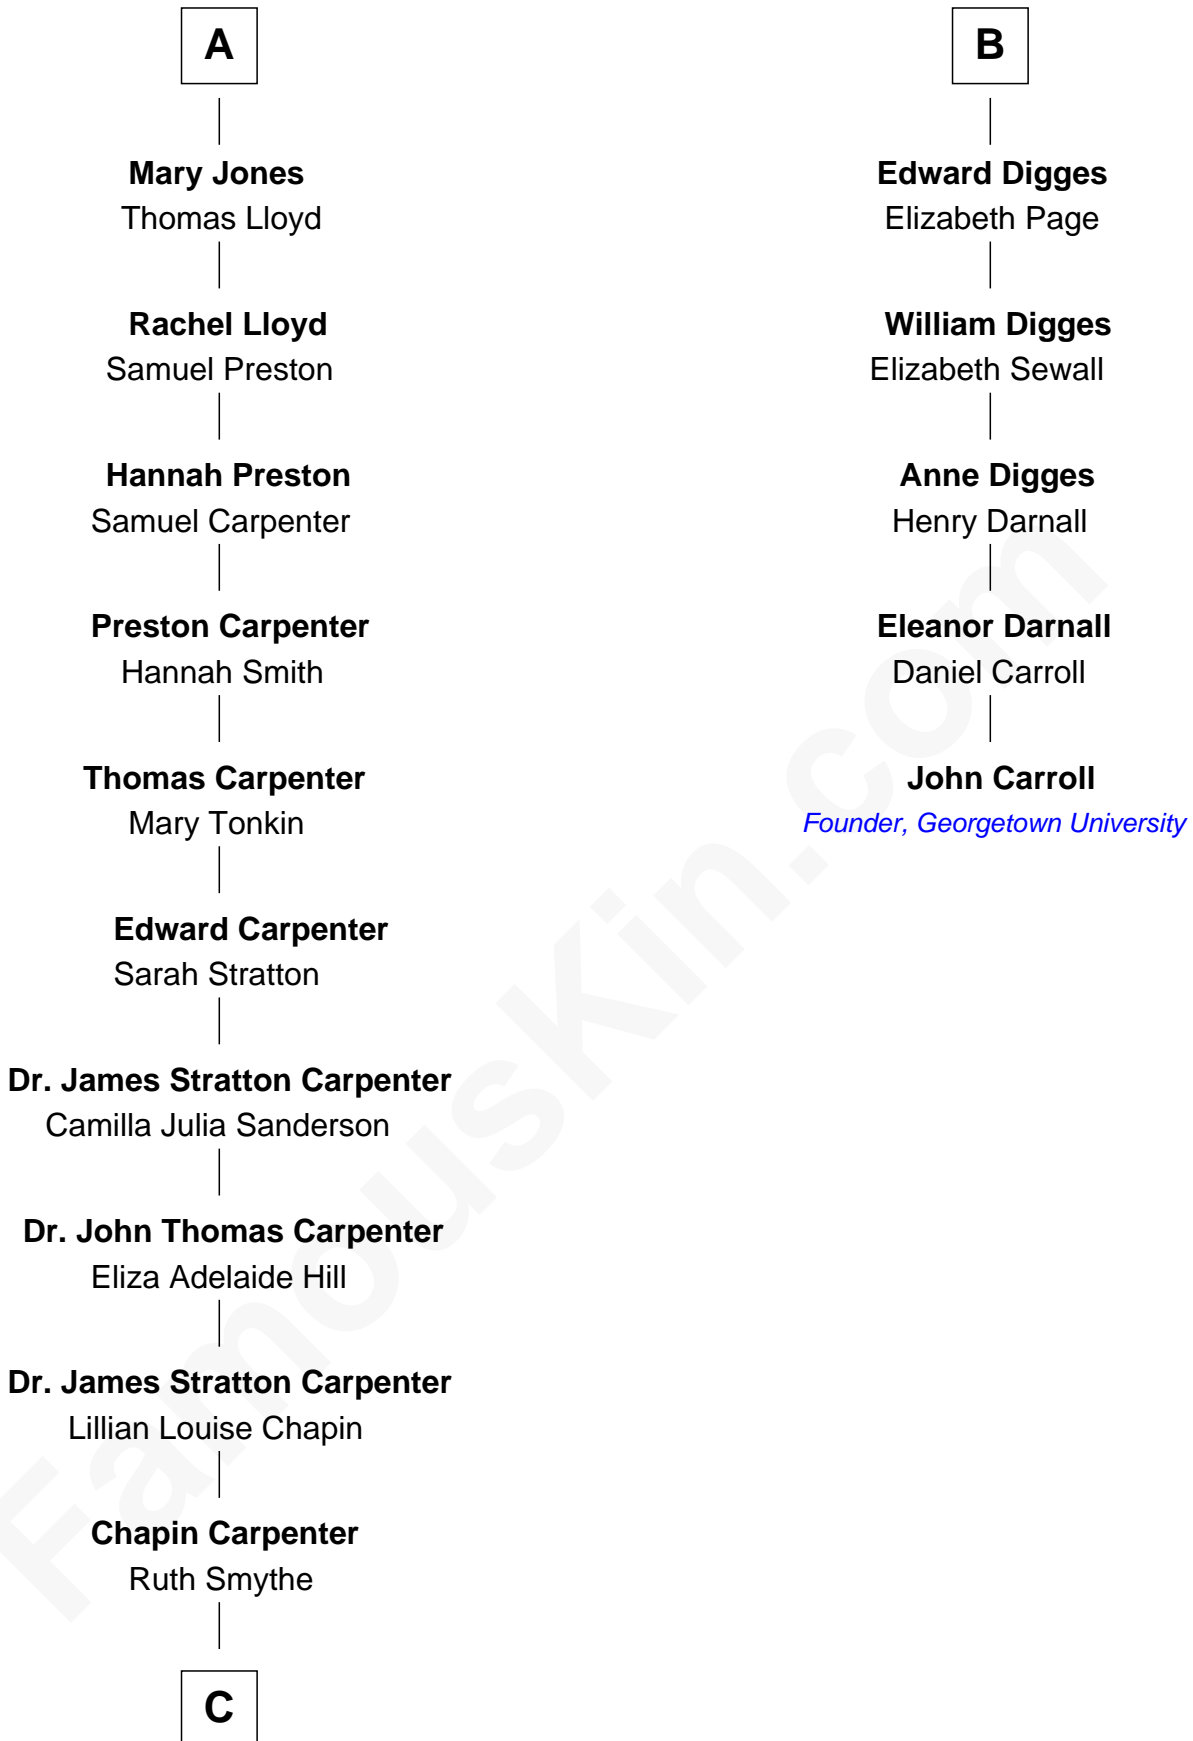 A
Mary Jones
Thomas Lloyd
Rachel Lloyd
Samuel Preston
Hannah Preston
Samuel Carpenter
Preston Carpenter
Hannah Smith
Thomas Carpenter
Mary Tonkin
Edward Carpenter
Sarah Stratton
Dr. James Stratton Carpenter
Camilla Julia Sanderson
Dr. John Thomas Carpenter
Eliza Adelaide Hill
Dr. James Stratton Carpenter
Lillian Louise Chapin
Chapin Carpenter
Ruth Smythe
C
B
Edward Digges
Elizabeth Page
William Digges
Elizabeth Sewall
Anne Digges
Henry Darnall
Eleanor Darnall
Daniel Carroll
John Carroll
Founder, Georgetown University
FamousKin.com